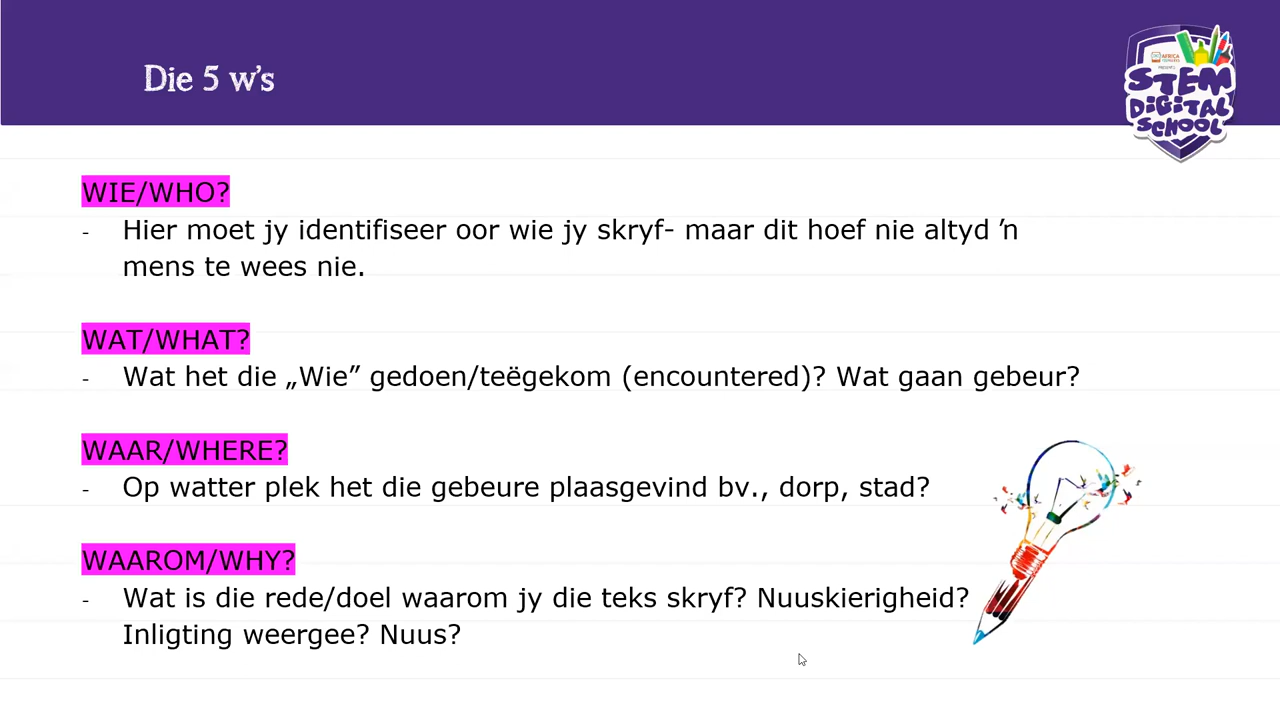 Die 5 w's
AFRICA
STEM
DIGITAL
SCHOOL
WIE/WHO?
- Hier moet jy identifiseer oor wie jy skryf- maar dit hoef nie altyd ’n
mens te wees nie.
WAT/WHAT?
- Wat het die „Wie” gedoen/teëgekom (encountered)? Wat gaan gebeur?
WAAR/WHERE?
- Op watter plek het die gebeure plaasgevind bv., dorp, stad?
WAAROM/WHY?
- Wat is die rede/doel waarom jy die teks skryf? Nuuskierigheid?
Inligting weergee? Nuus?